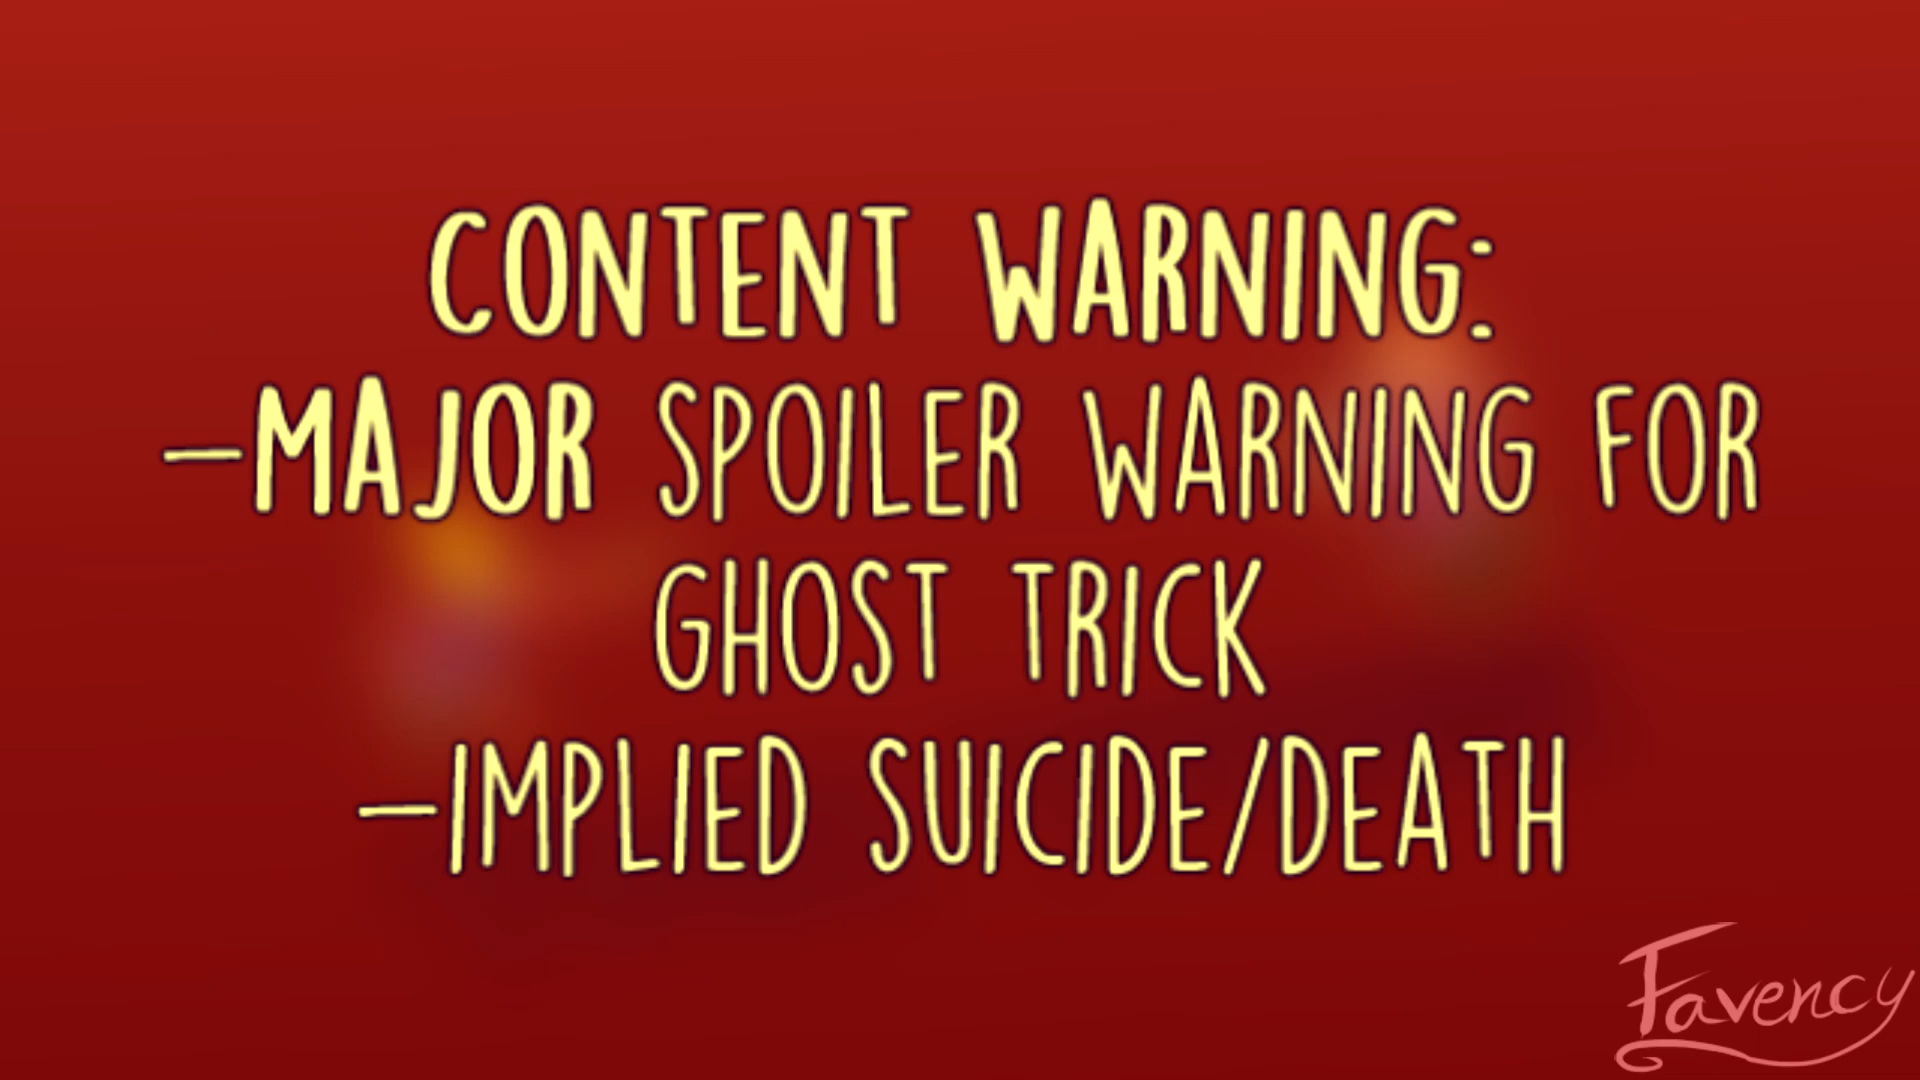 CONTENT WARNING:
-MAJOR SPOILER WARNING FOR
GHOST TRICK
-IMPLIED SUICIDE/DEATH
Favency